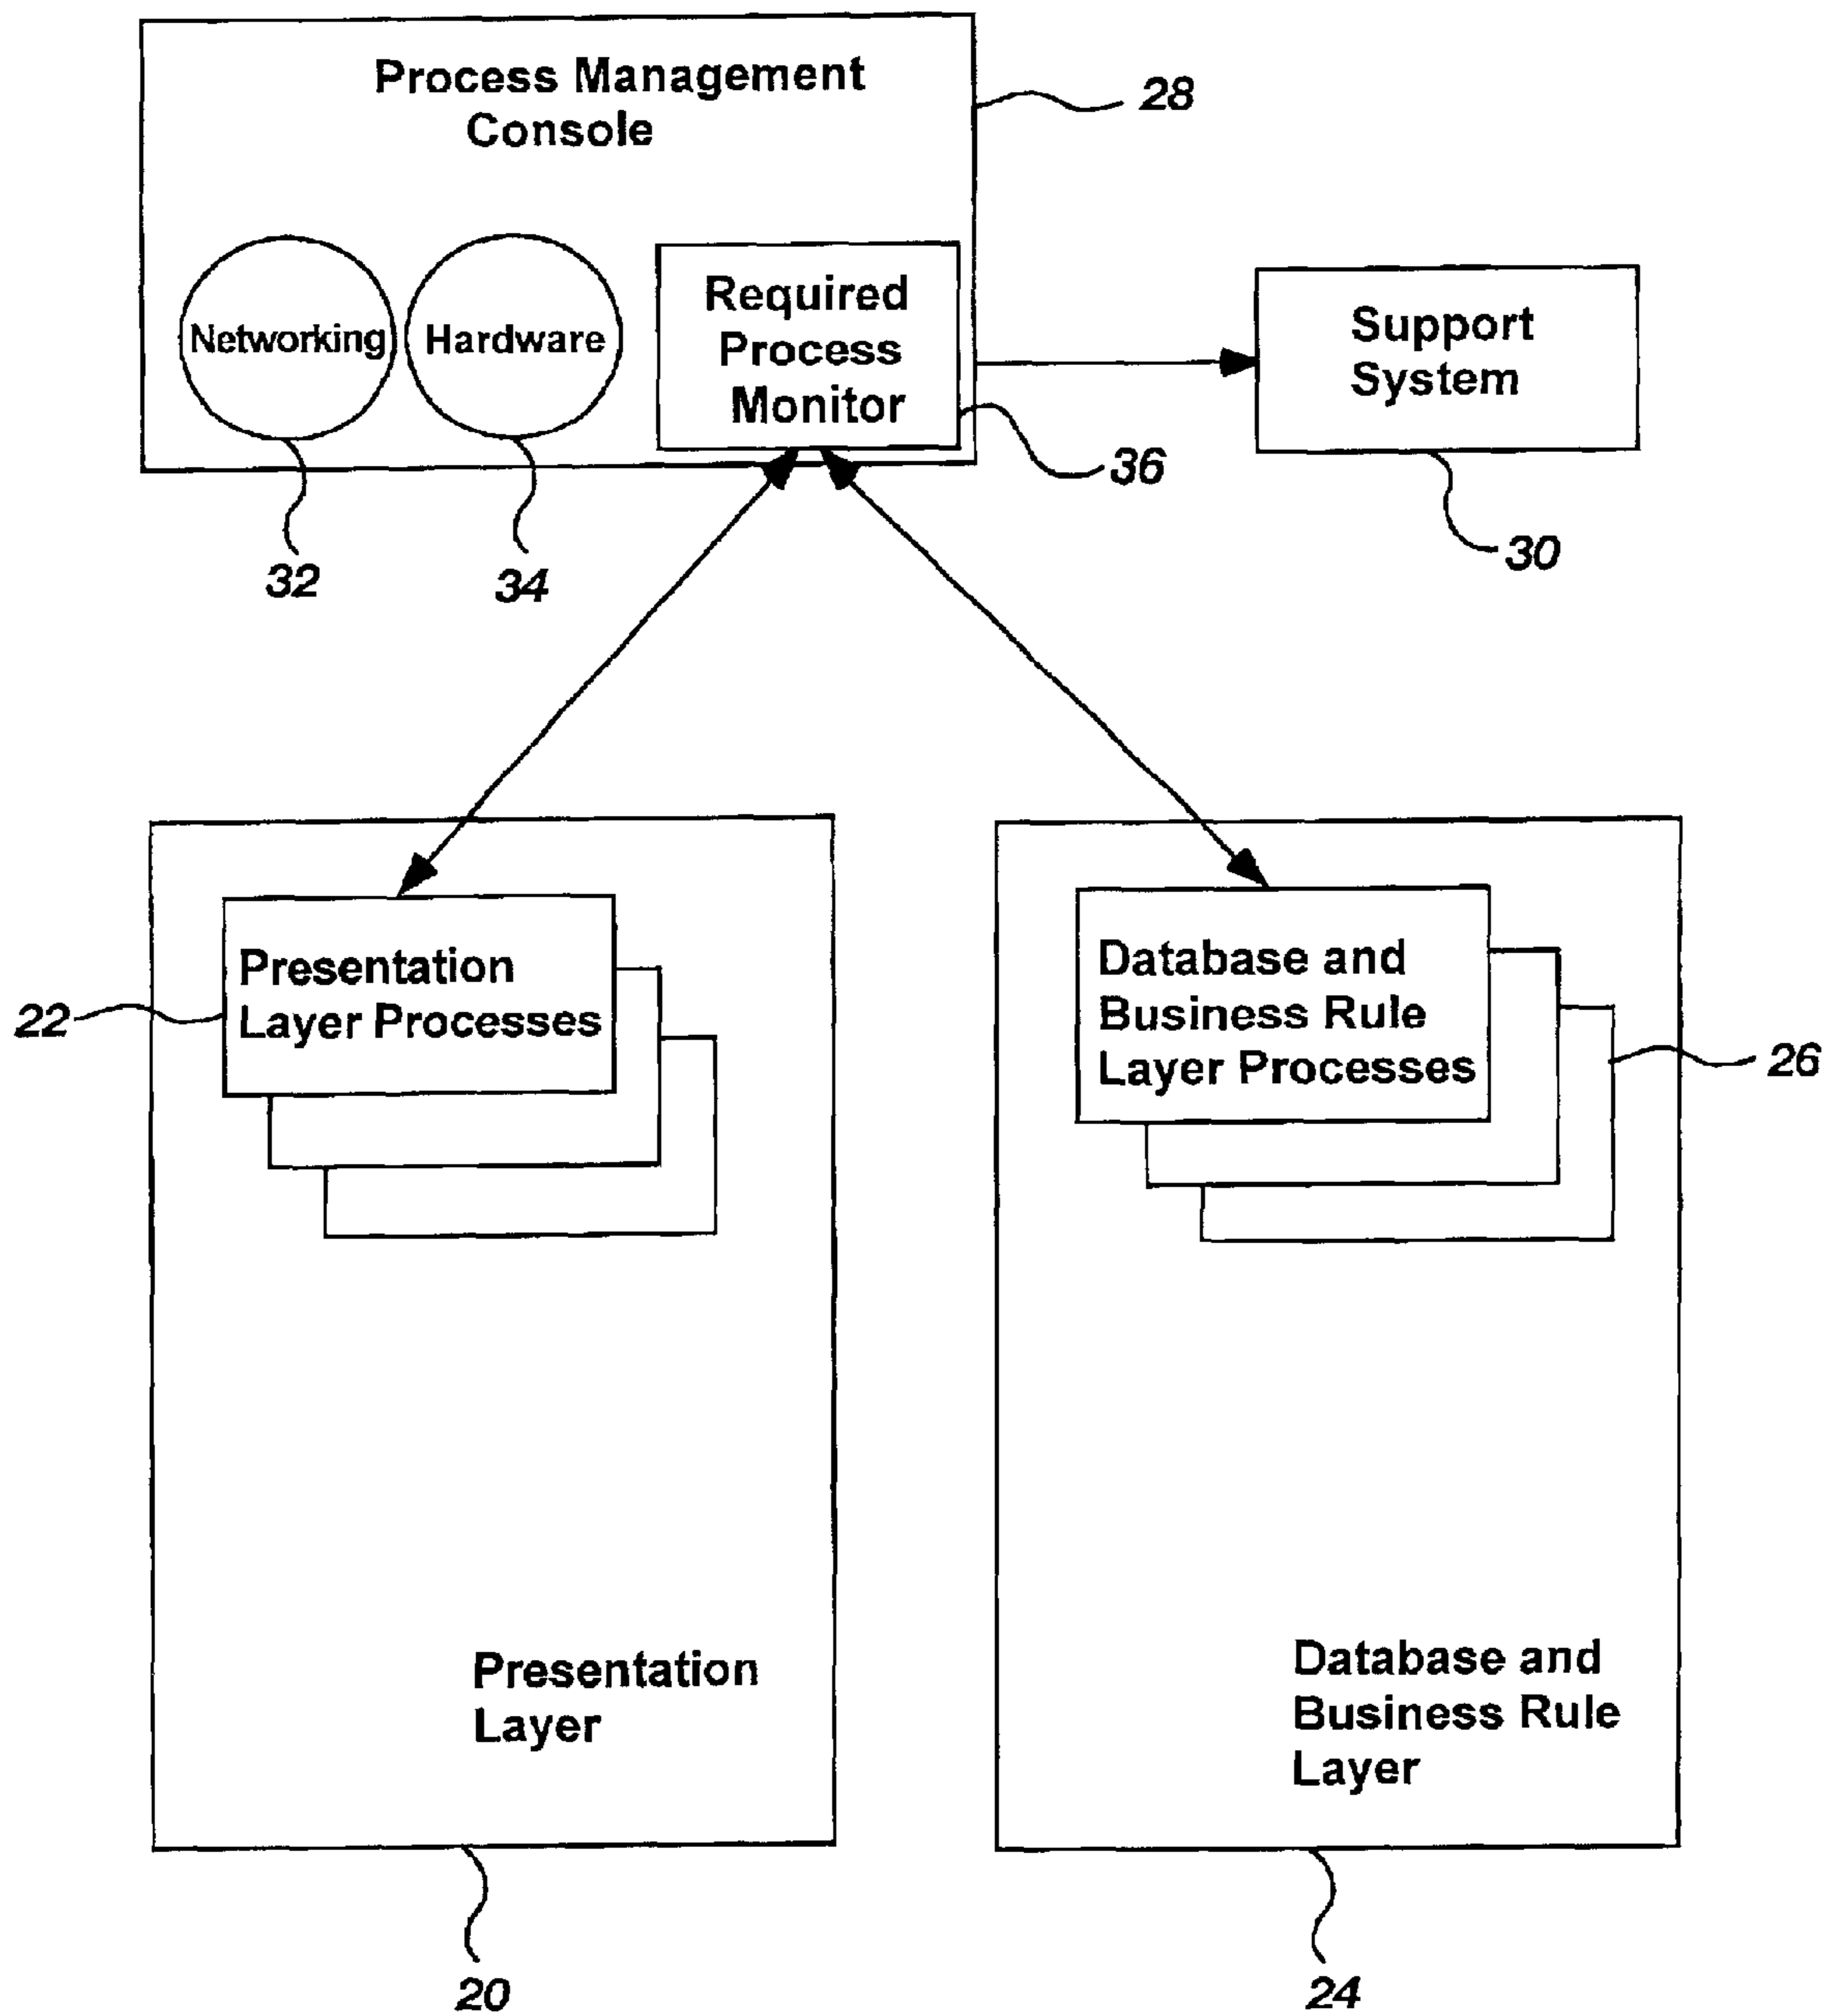 Process Management
Console
28
Networking
Hardware
Required
Process
Monitor
Support
System
36
30
32
34
Presentation
Layer Processes
22
Database and
Business Rule
Layer Processes
26
Presentation
Layer
Database and
Business Rule
Layer
20
24